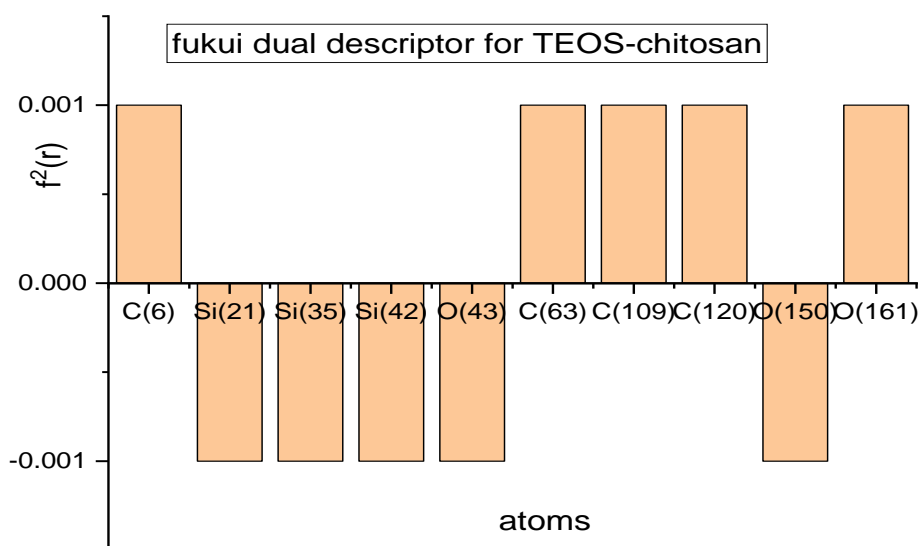 fukui dual descriptor for TEOS-chitosan
0.001
f²(r)
0.000
C(6) Si(21) Si(35) Si(42) O(43) C(63) C(109) C(120) O(150) O(161)
-0.001
atoms